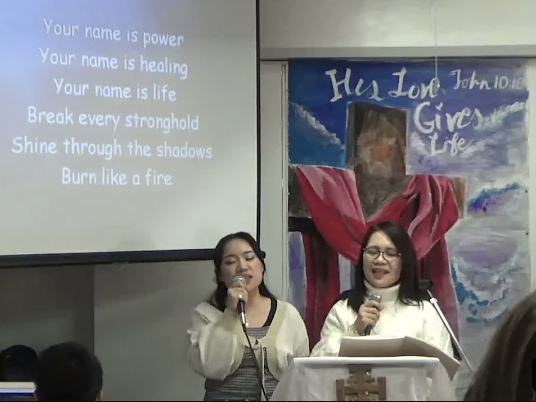 Your name is power
Your name is healing
Your name is life
Break every stronghold
Shine through the shadows
Burn like a fire
His Love
Gives
Life
John 10:10